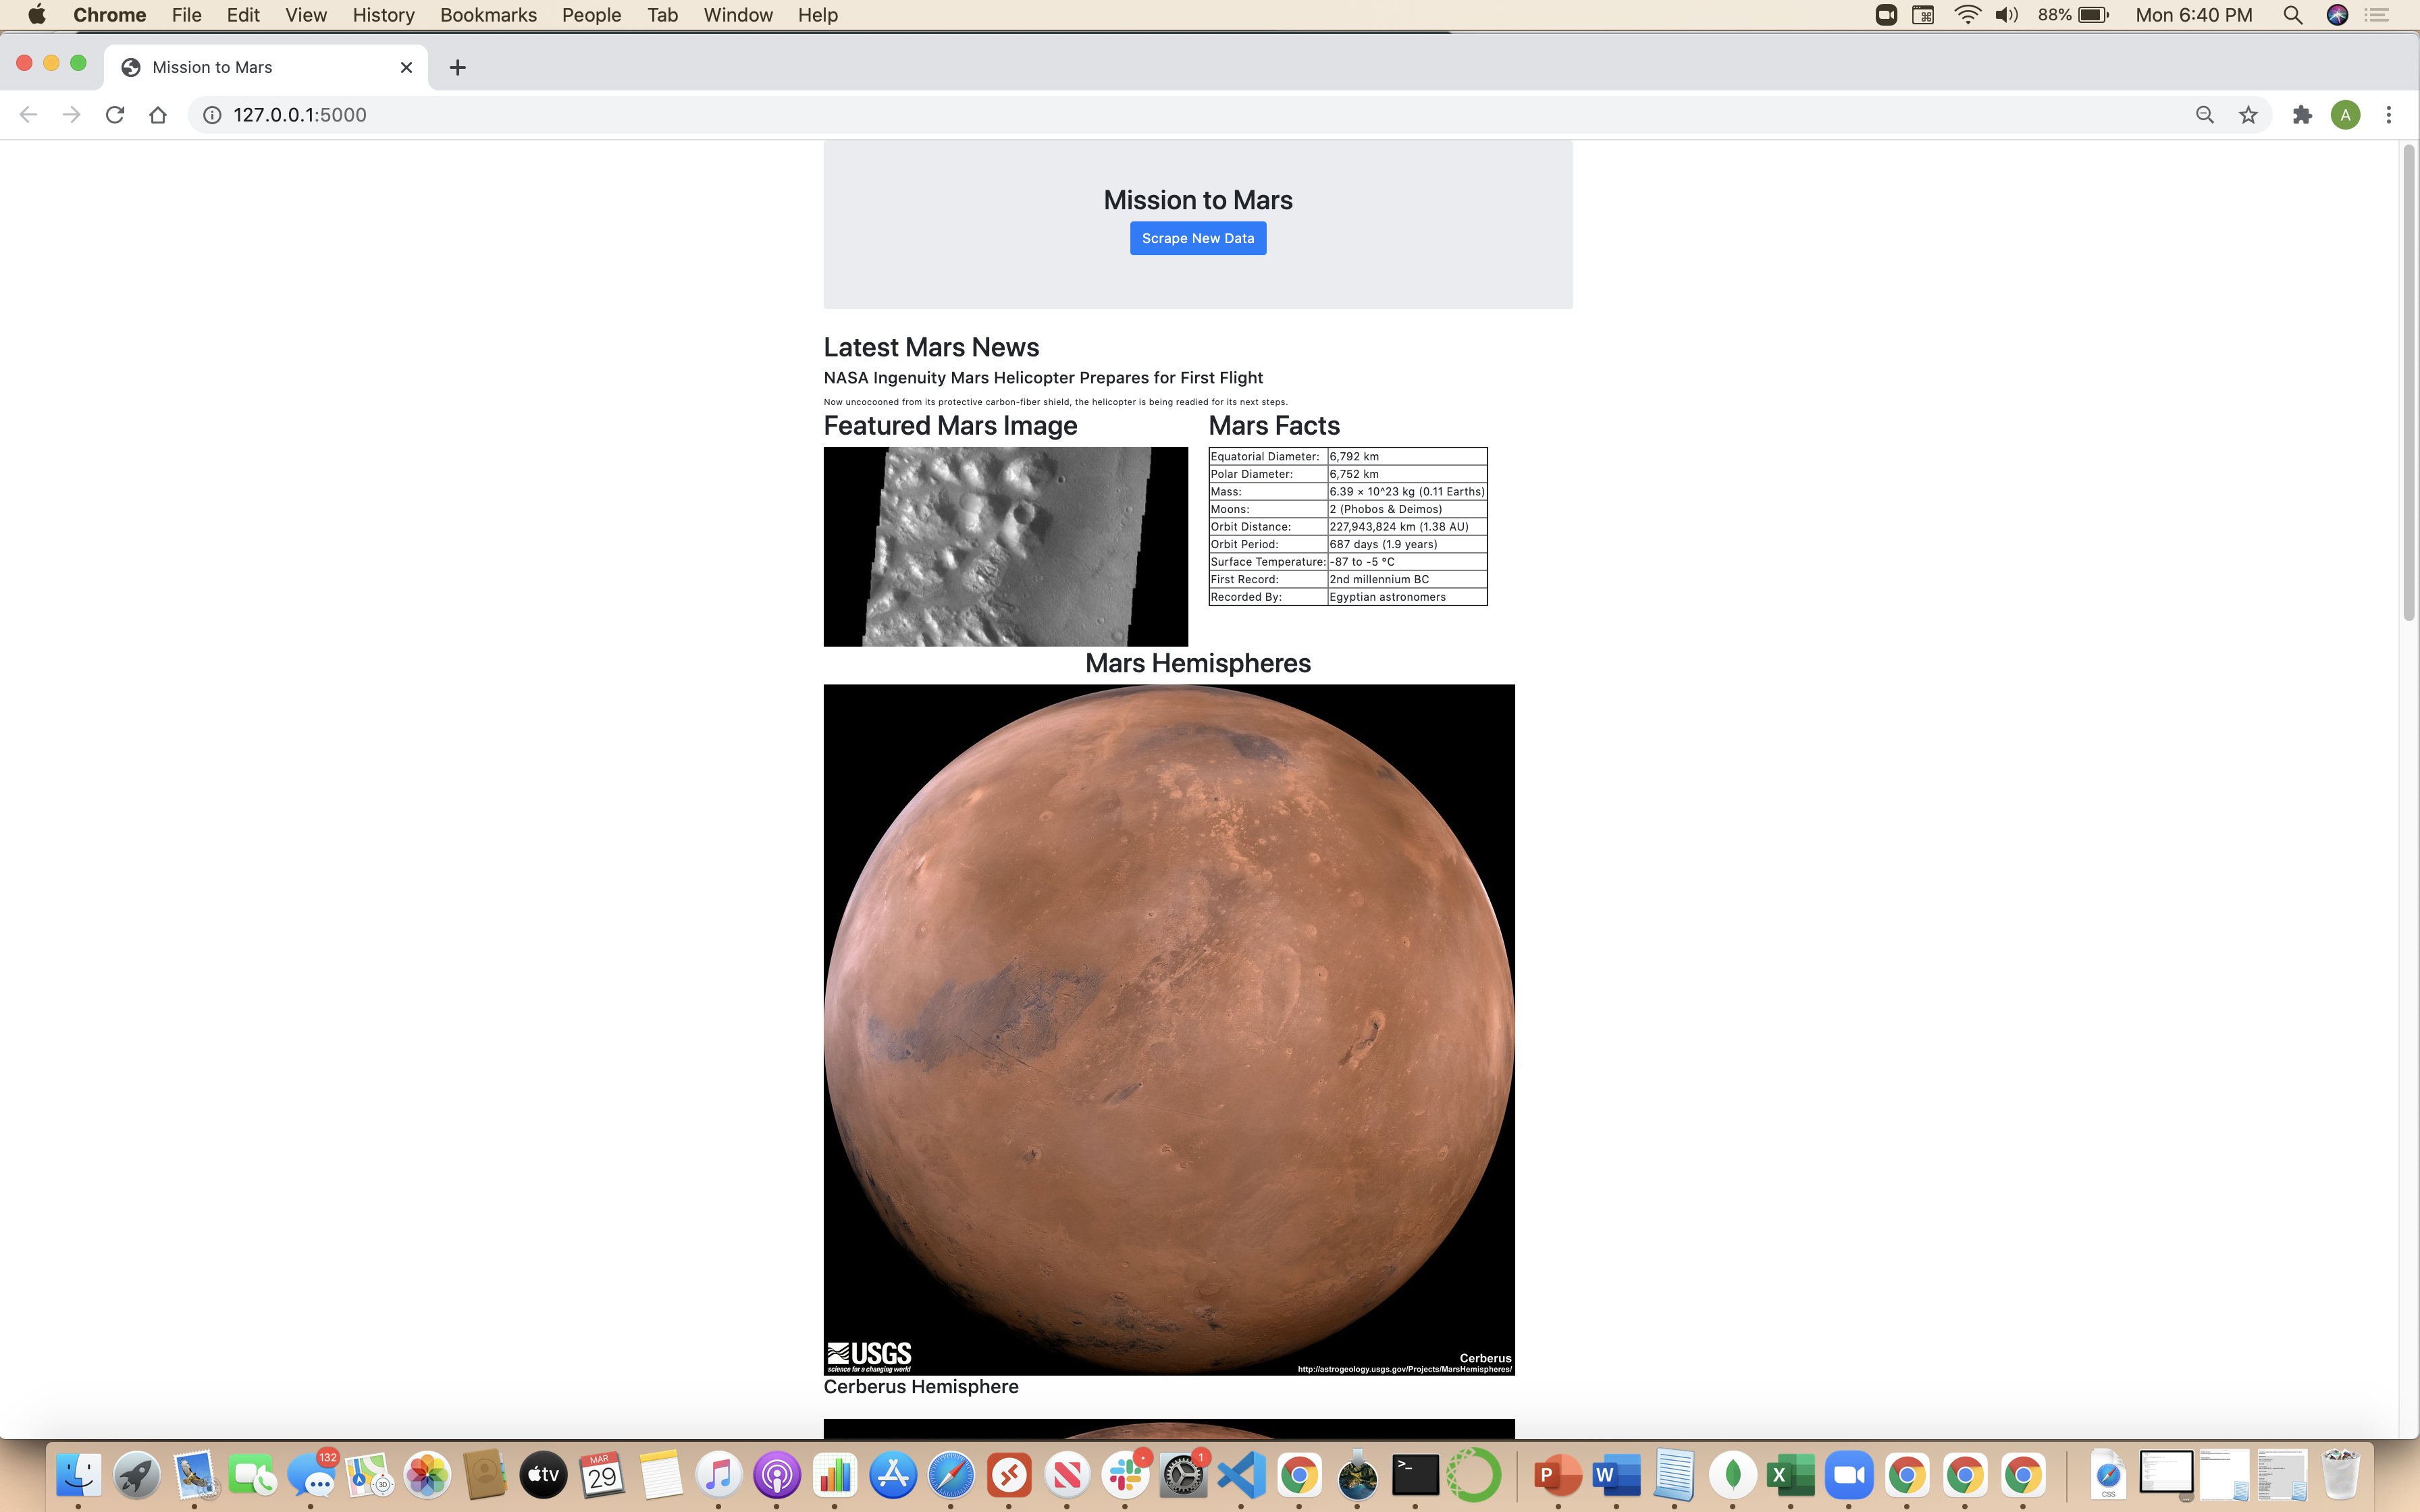 Chrome File Edit View History Bookmarks People Tab Window Help 88% Mon 6:40 PM
Mission to Mars
127.0.0.1:5000
A
Mission to Mars
Scrape New Data
Latest Mars News
NASA Ingenuity Mars Helicopter Prepares for First Flight
Now uncocooned from its protective carbon-fiber shield, the helicopter is being readied for its next steps.
Featured Mars Image
Mars Facts
Equatorial Diameter: 6,792 km
Polar Diameter: 6,752 km
Mass: 6.39 × 10^23 kg (0.11 Earths)
Moons: 2 (Phobos & Deimos)
Orbit Distance: 227,943,824 km (1.38 AU)
Orbit Period: 687 days (1.9 years)
Surface Temperature: -87 to -5 °C
First Record: 2nd millennium BC
Recorded By: Egyptian astronomers
Mars Hemispheres
USGS
science for a changing world
Cerberus
http://astrogeology.usgs.gov/Projects/MarsHemispheres/
Cerberus Hemisphere
132
3D
tv
MAR
29
1
>_
P
W
X
CSS